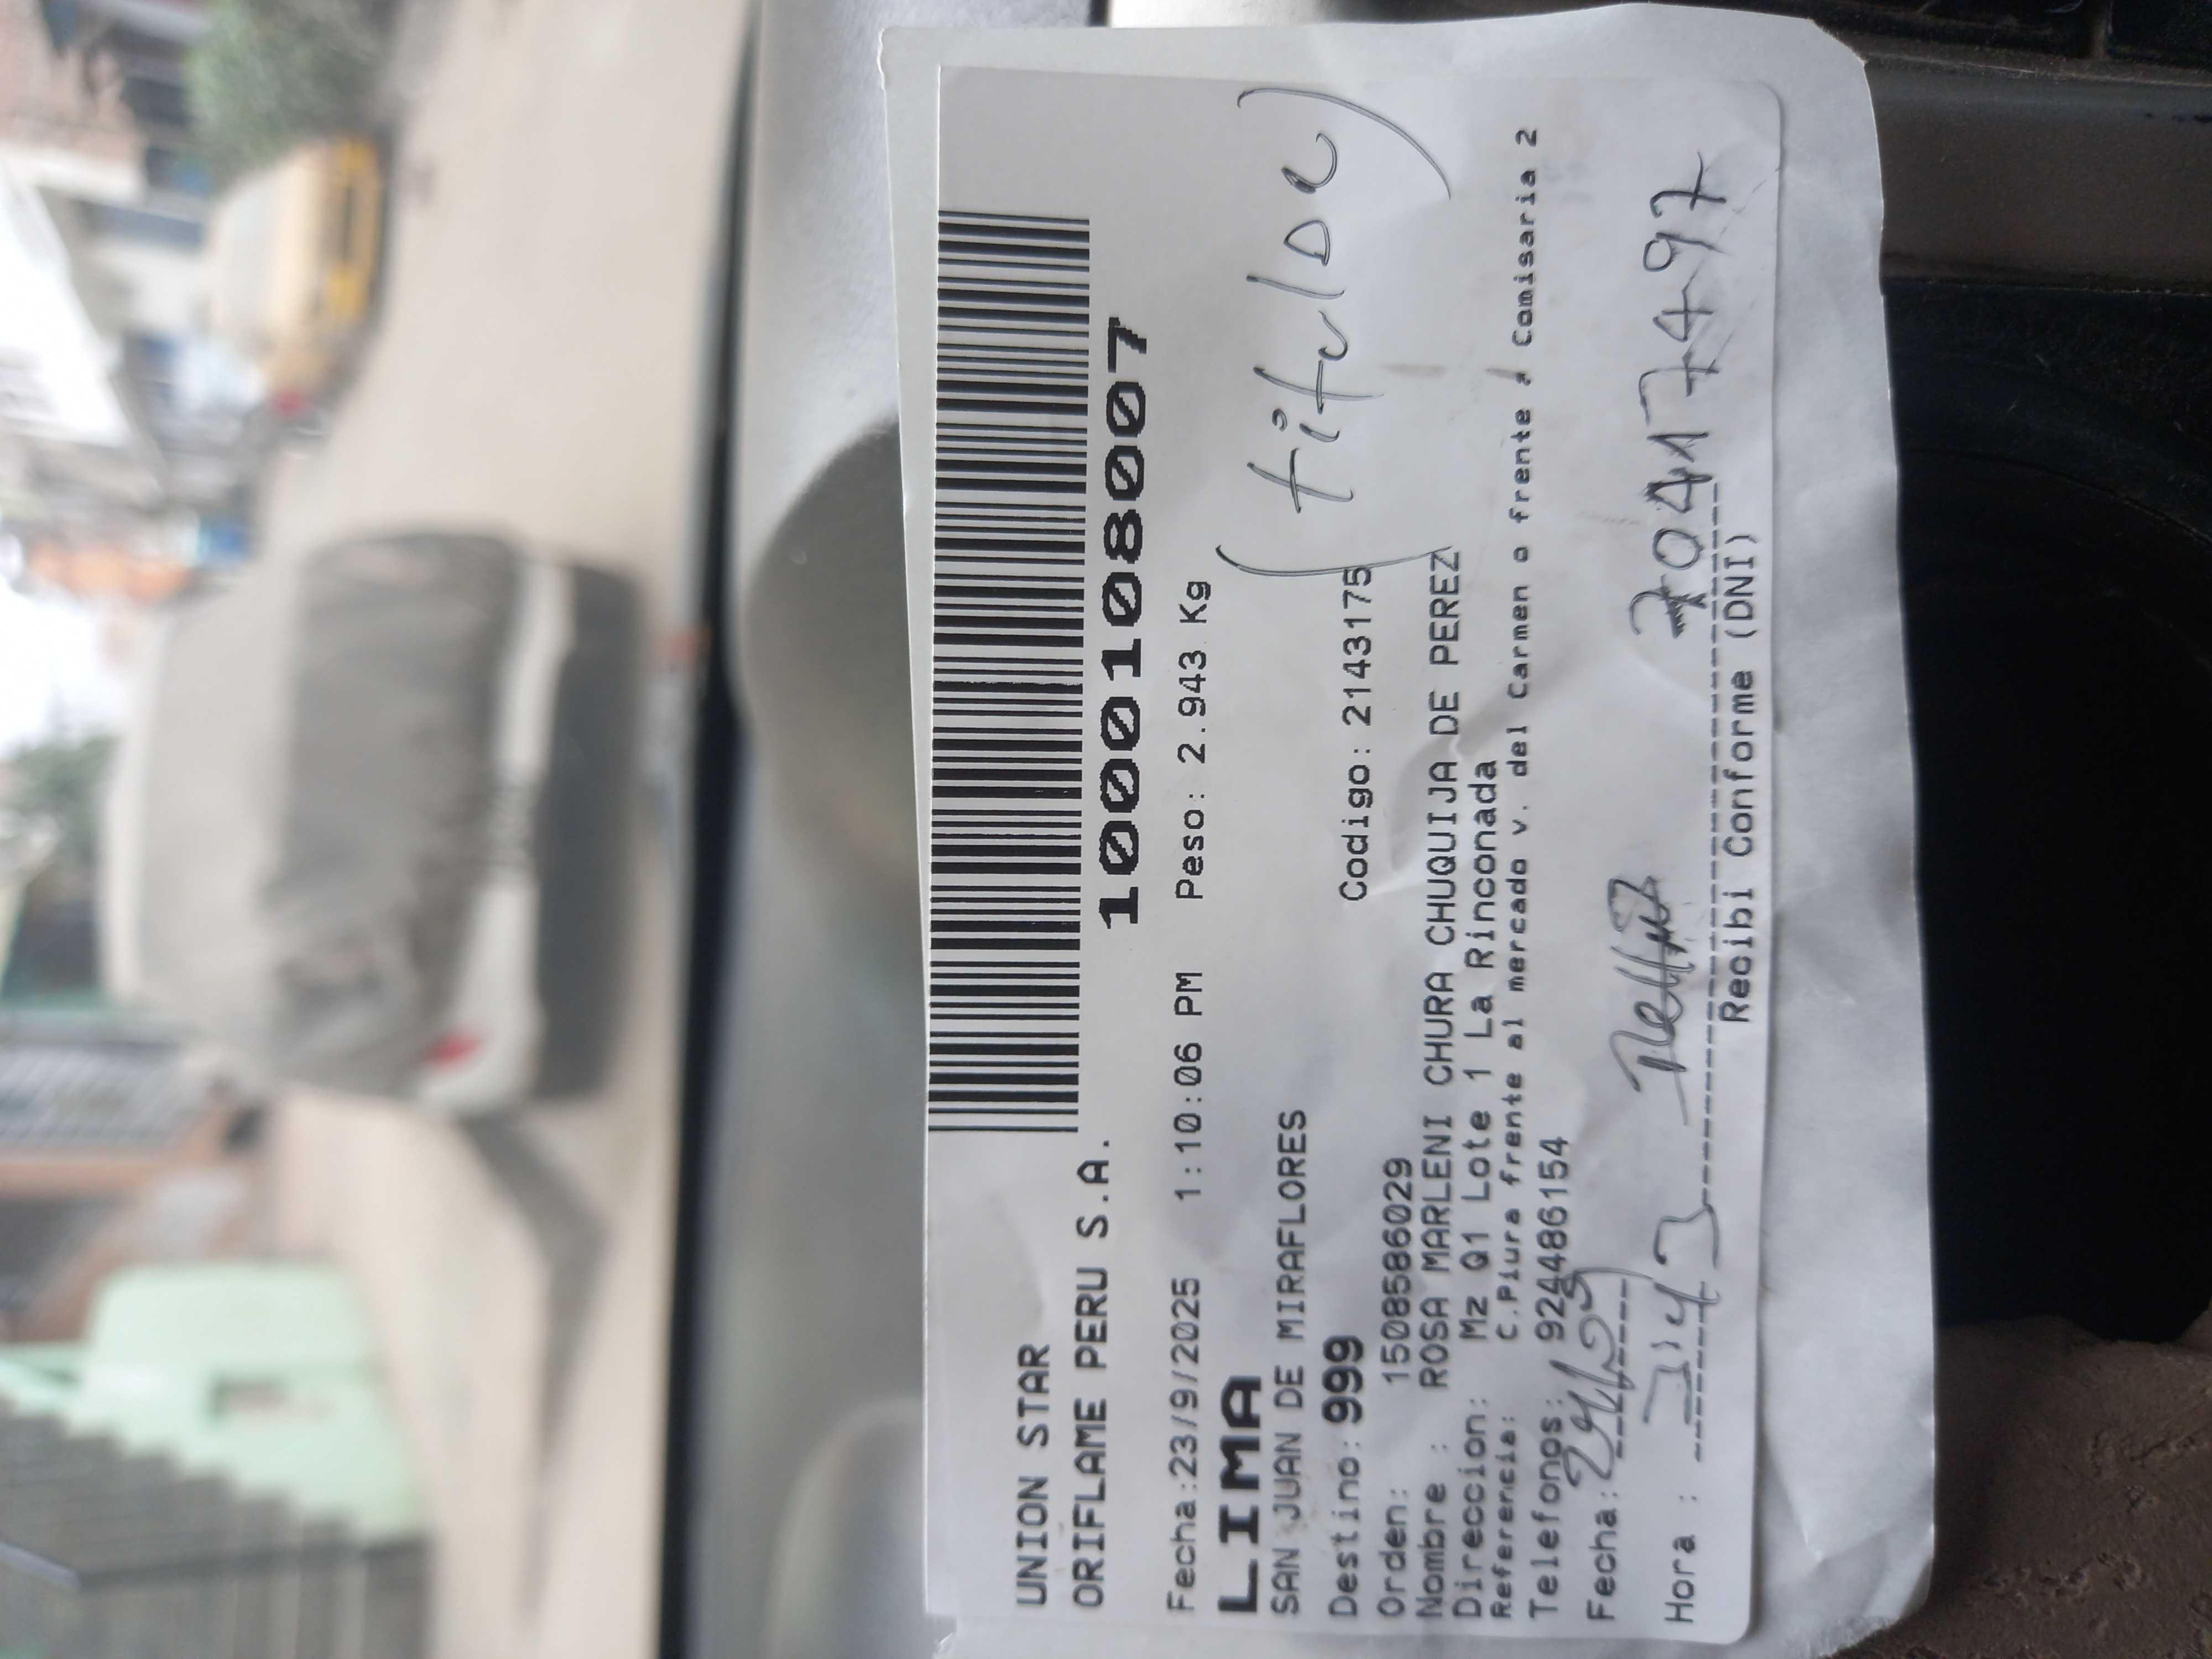 UNION STAR
ORIFLAME PERU S.A.
1000108007
Fecha:23/9/2025 1:10:06 PM Peso: 2.943 Kg
LIMA
SAN JUAN DE MIRAFLORES
(titular)
Destino:999 Codigo: 2143175
Orden: 1508586029
Nombre : ROSA MARLENI CHURA CHUQUIJA DE PEREZ
Direccion: Mz Q1 Lote 1 La Rinconada
Referencia: C.Piura frente al mercado v. del Carmen o frente a Comisaria 2
Telefonos: 924486154
Fecha:
Hora : 70417497
Recibi Conforme (DNI)